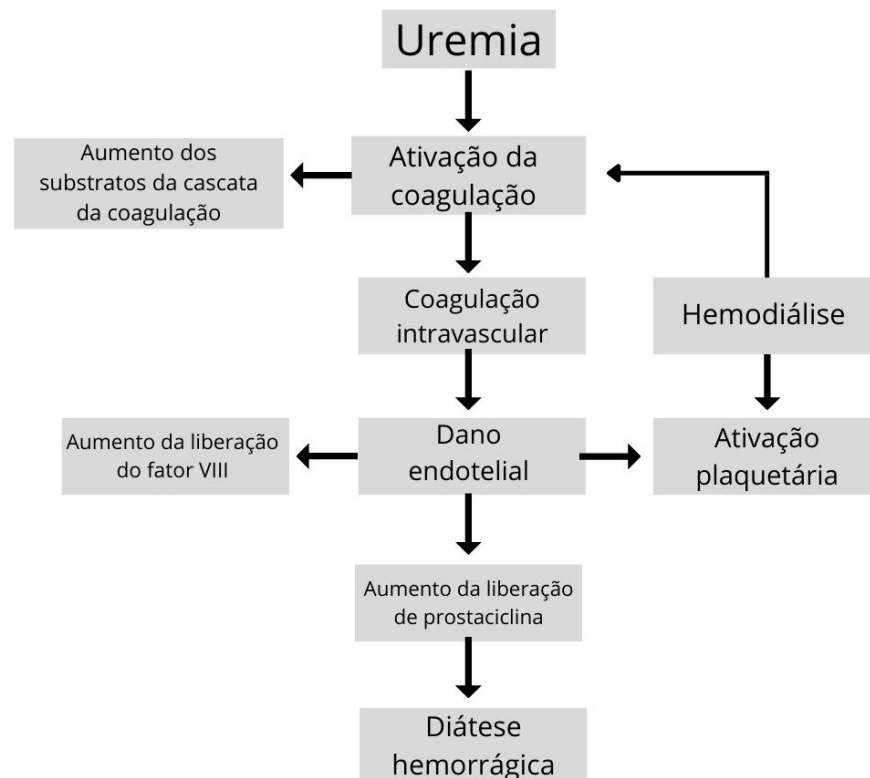 Uremia
Aumento dos
substratos da cascata
da coagulação
Ativação da
coagulação
Coagulação
intravascular
Hemodiálise
Aumento da liberação
do fator VIII
Dano
endotelial
Ativação
plaquetária
Aumento da liberação
de prostaciclina
Diátese
hemorrágica